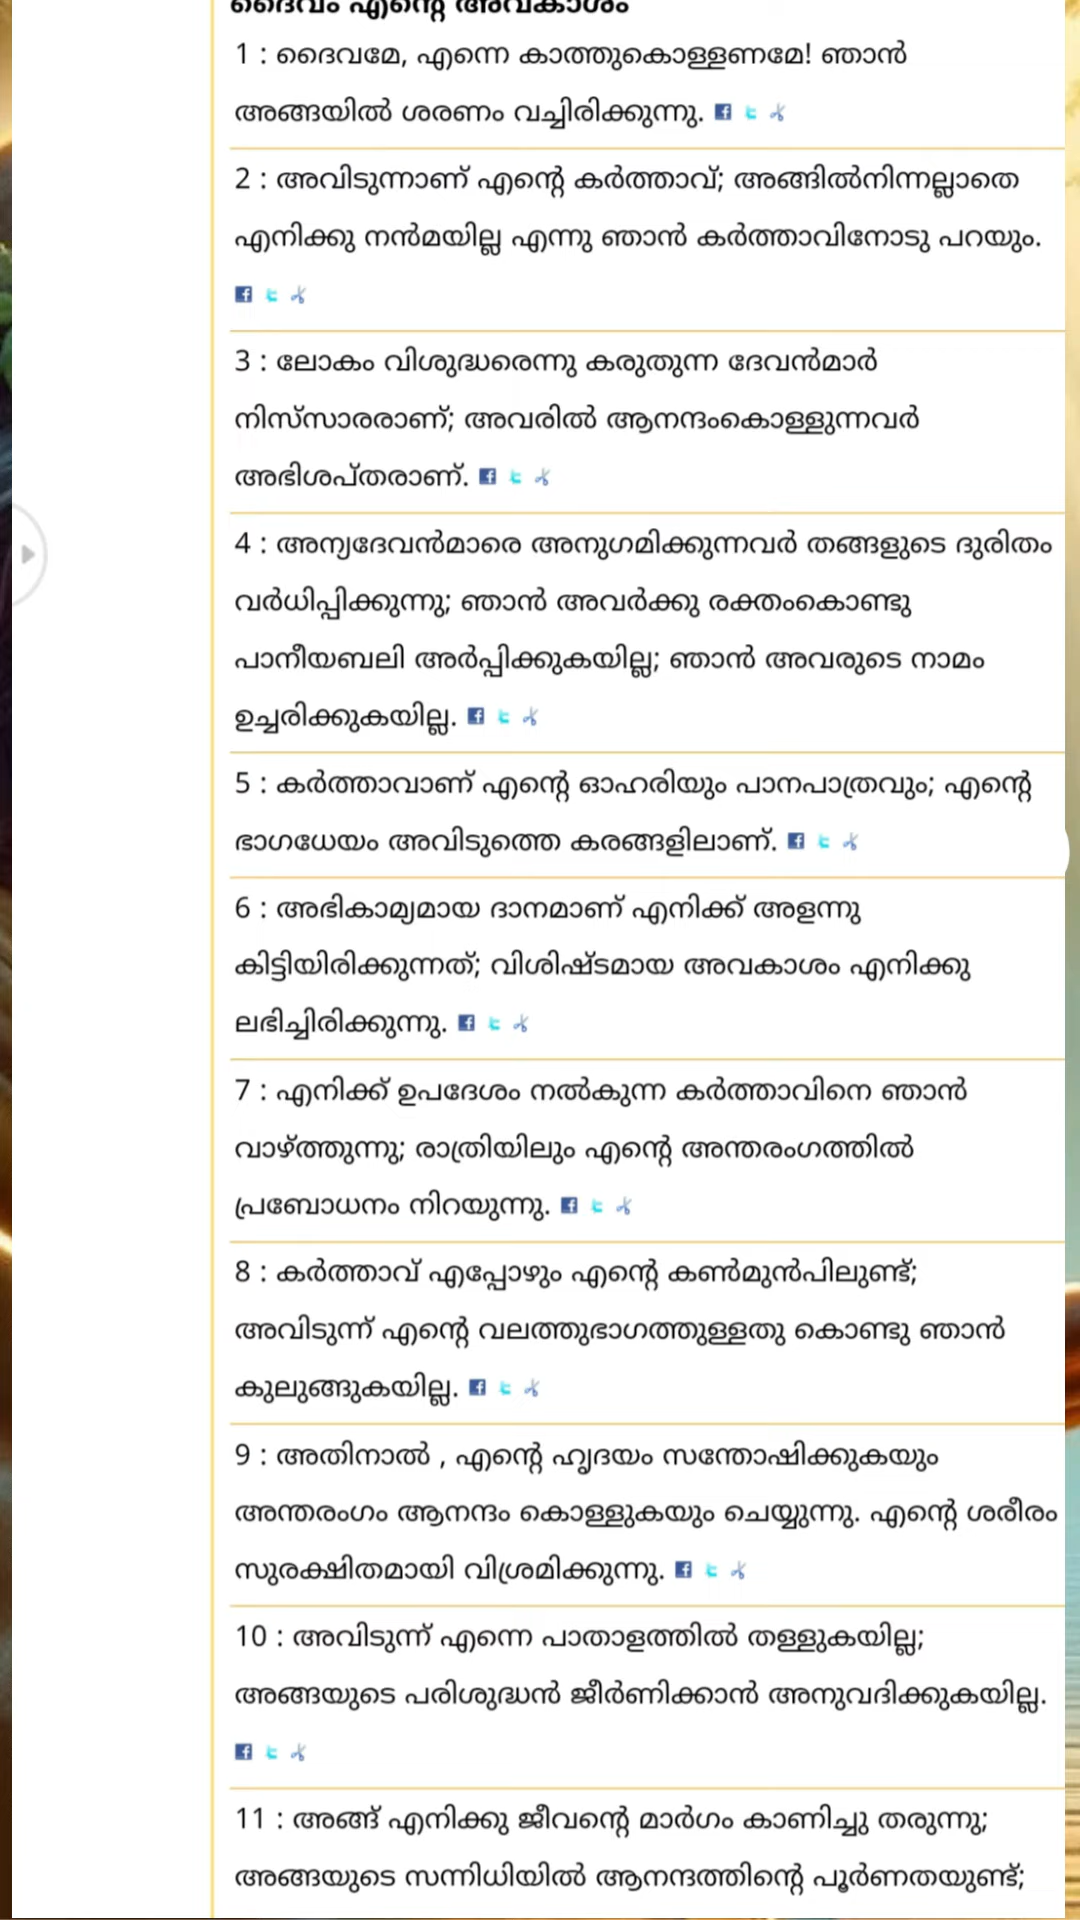 ദൈവം എന്റെ അവകാശം
1 : ദൈവമേ, എന്നെ കാത്തുകൊള്ളണമേ! ഞാൻ
അങ്ങയിൽ ശരണം വച്ചിരിക്കുന്നു.
2 : അവിടുന്നാണ് എന്റെ കർത്താവ്; അങ്ങിൽനിന്നല്ലാതെ
എനിക്കു നൻമയില്ല എന്നു ഞാൻ കർത്താവിനോടു പറയും.
3 : ലോകം വിശുദ്ധരെന്നു കരുതുന്ന ദേവൻമാർ
നിസ്സാരരാണ്; അവരിൽ ആനന്ദംകൊള്ളുന്നവർ
അഭിശപ്തരാണ്.
4 : അന്യദേവൻമാരെ അനുഗമിക്കുന്നവർ തങ്ങളുടെ ദുരിതം
വർധിപ്പിക്കുന്നു; ഞാൻ അവർക്കു രക്തംകൊണ്ടു
പാനീയബലി അർപ്പിക്കുകയില്ല; ഞാൻ അവരുടെ നാമം
ഉച്ചരിക്കുകയില്ല.
5 : കർത്താവാണ് എന്റെ ഓഹരിയും പാനപാത്രവും; എന്റെ
ഭാഗധേയം അവിടുത്തെ കരങ്ങളിലാണ്.
6 : അഭികാമ്യമായ ദാനമാണ് എനിക്ക് അളന്നു
കിട്ടിയിരിക്കുന്നത്; വിശിഷ്ടമായ അവകാശം എനിക്കു
ലഭിച്ചിരിക്കുന്നു.
7 : എനിക്ക് ഉപദേശം നൽകുന്ന കർത്താവിനെ ഞാൻ
വാഴ്ത്തുന്നു; രാത്രിയിലും എന്റെ അന്തരംഗത്തിൽ
പ്രബോധനം നിറയുന്നു.
8 : കർത്താവ് എപ്പോഴും എന്റെ കൺമുൻപിലുണ്ട്;
അവിടുന്ന് എന്റെ വലത്തുഭാഗത്തുള്ളതു കൊണ്ടു ഞാൻ
കുലുങ്ങുകയില്ല.
9 : അതിനാൽ , എന്റെ ഹൃദയം സന്തോഷിക്കുകയും
അന്തരംഗം ആനന്ദം കൊള്ളുകയും ചെയ്യുന്നു. എന്റെ ശരീരം
സുരക്ഷിതമായി വിശ്രമിക്കുന്നു.
10 : അവിടുന്ന് എന്നെ പാതാളത്തിൽ തള്ളുകയില്ല;
അങ്ങയുടെ പരിശുദ്ധൻ ജീർണിക്കാൻ അനുവദിക്കുകയില്ല.
11 : അങ്ങ് എനിക്കു ജീവന്റെ മാർഗം കാണിച്ചു തരുന്നു;
അങ്ങയുടെ സന്നിധിയിൽ ആനന്ദത്തിന്റെ പൂർണതയുണ്ട്;